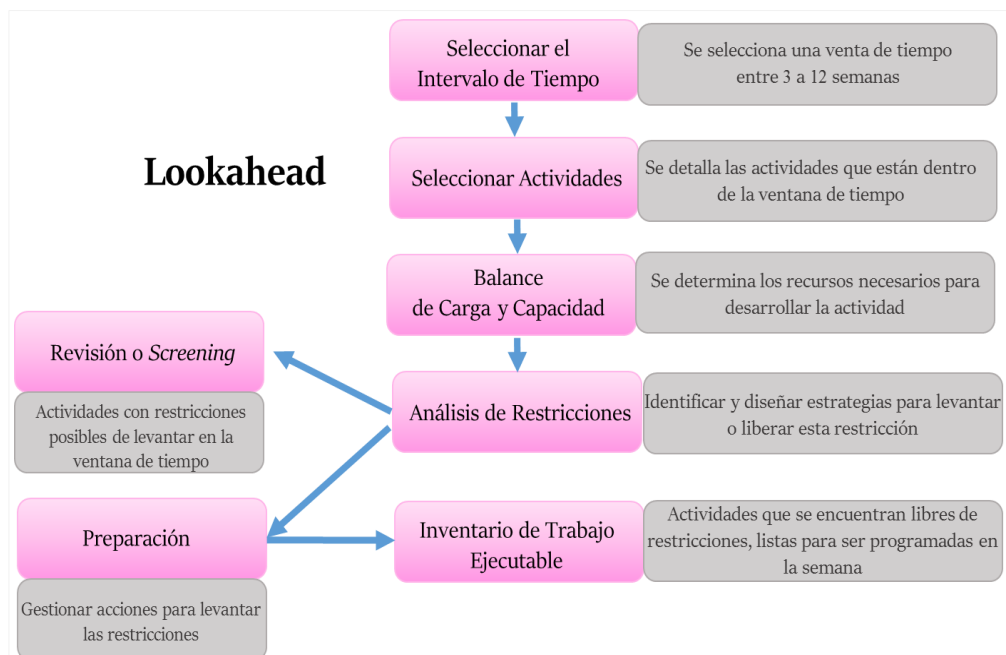 Seleccionar el
Intervalo de Tiempo
Se selecciona una venta de tiempo
entre 3 a 12 semanas
Lookahead
Seleccionar Actividades
Se detalla las actividades que están dentro
de la ventana de tiempo
Balance
de Carga y Capacidad
Se determina los recursos necesarios para
desarrollar la actividad
Revisión o Screening
Actividades con restricciones
posibles de levantar en la
ventana de tiempo
Análisis de Restricciones
Identificar y diseñar estrategias para levantar
o liberar esta restricción
Preparación
Gestionar acciones para levantar
las restricciones
Inventario de Trabajo
Ejecutable
Actividades que se encuentran libres de
restricciones, listas para ser programadas en
la semana